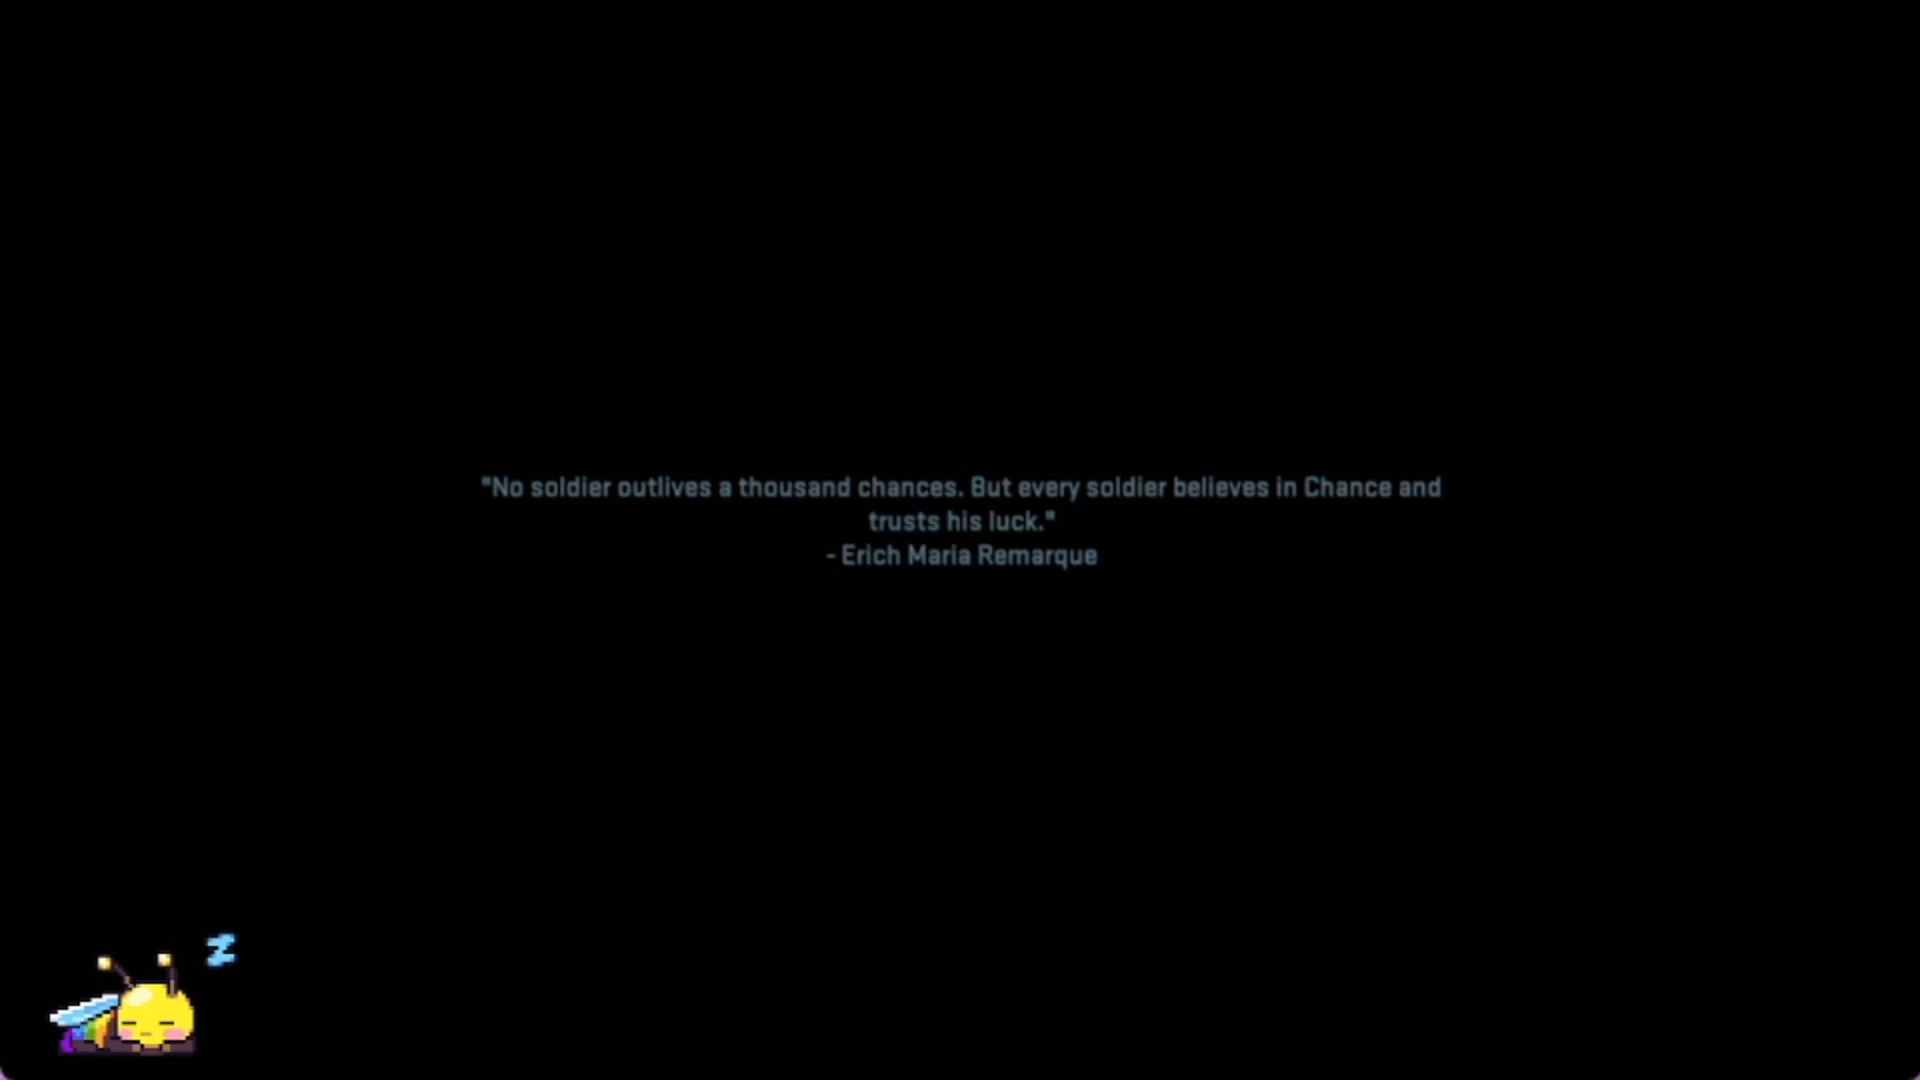 "No soldier outlives a thousand chances. But every soldier believes in Chance and
trusts his luck."
- Erich Maria Remarque
Z